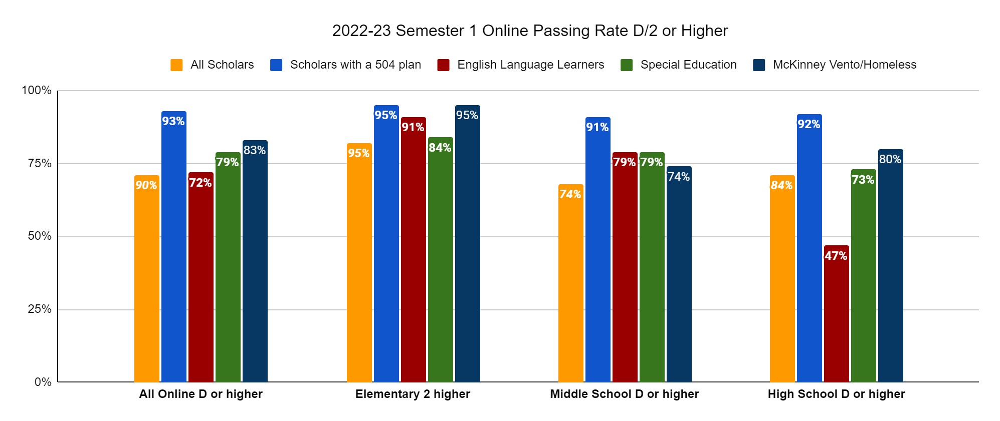 2022-23 Semester 1 Online Passing Rate D/2 or Higher
All Scholars Scholars with a 504 plan English Language Learners Special Education McKinney Vento/Homeless
100%
75%
50%
25%
0%
90% 93% 72% 79% 83%
95% 95% 91% 84% 95%
74% 91% 79% 79% 74%
84% 92% 47% 73% 80%
All Online D or higher Elementary 2 higher Middle School D or higher High School D or higher